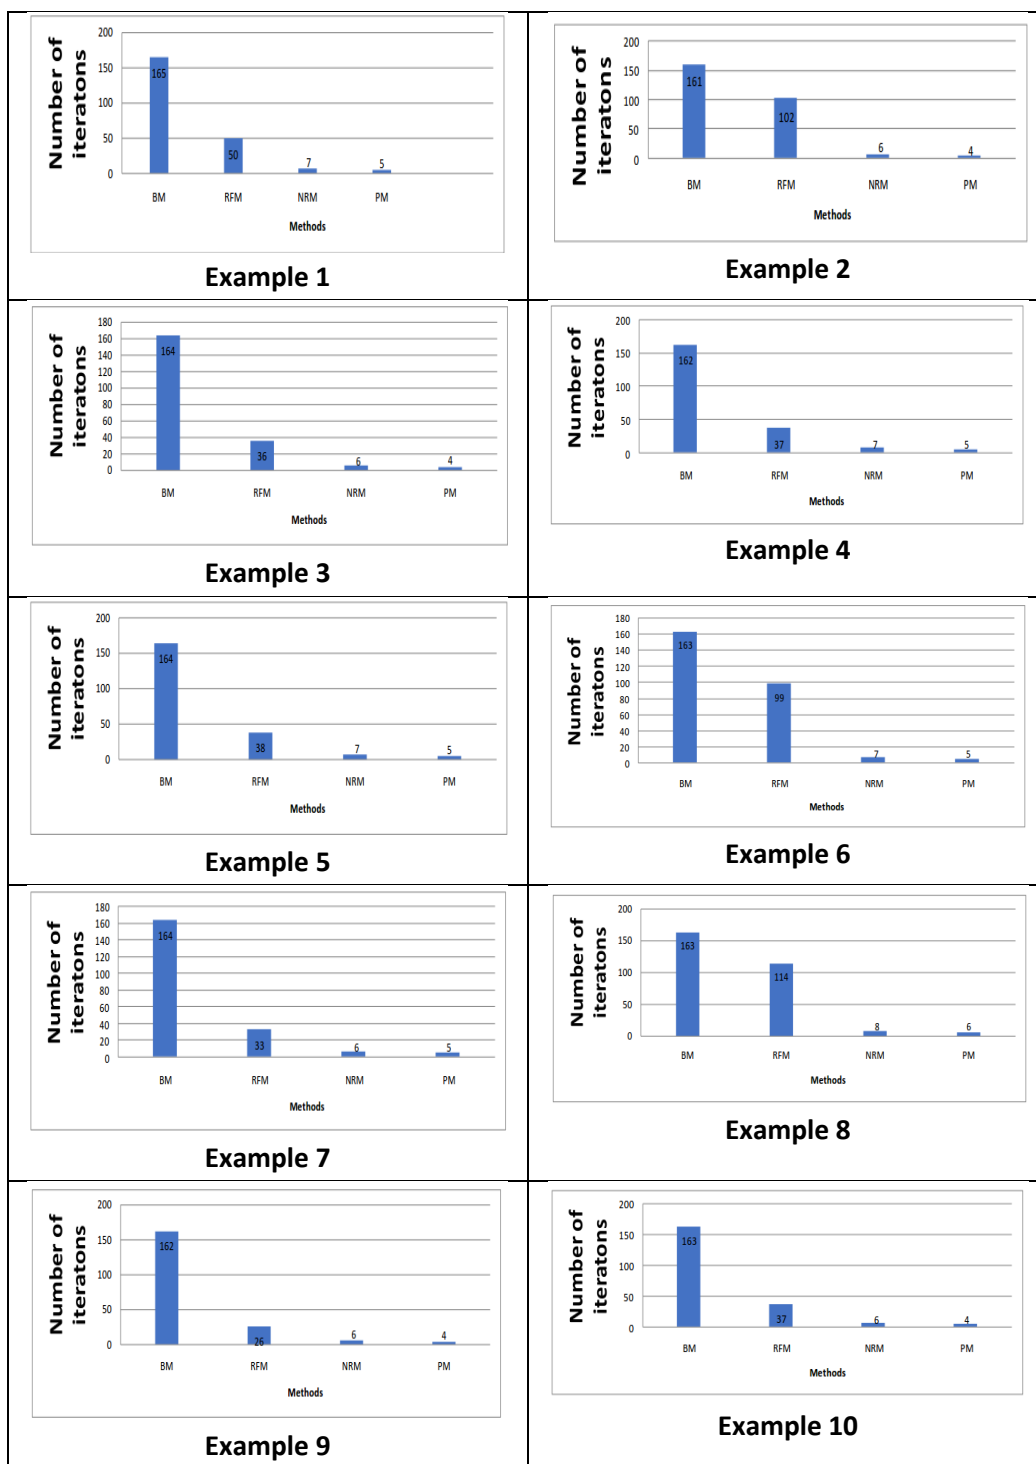 Number of
iteratons
200
150
100
50
0
165
50
7
5
BM RFM NRM PM
Methods
Example 1
Number of
iteratons
200
150
100
50
0
161
102
6
4
BM RFM NRM PM
Methods
Example 2
Number of
iteratons
180
160
140
120
100
80
60
40
20
0
164
36
6
4
BM RFM NRM PM
Methods
Example 3
Number of
iteratons
200
150
100
50
0
162
37
7
5
BM RFM NRM PM
Methods
Example 4
Number of
iteratons
200
150
100
50
0
164
38
7
5
BM RFM NRM PM
Methods
Example 5
Number of
iteratons
180
160
140
120
100
80
60
40
20
0
163
99
7
5
BM RFM NRM PM
Methods
Example 6
Number of
iteratons
180
160
140
120
100
80
60
40
20
0
164
33
6
5
BM RFM NRM PM
Methods
Example 7
Number of
iteratons
200
150
100
50
0
163
114
8
6
BM RFM NRM PM
Methods
Example 8
Number of
iteratons
200
150
100
50
0
162
26
6
4
BM RFM NRM PM
Methods
Example 9
Number of
iteratons
200
150
100
50
0
163
37
6
4
BM RFM NRM PM
Methods
Example 10